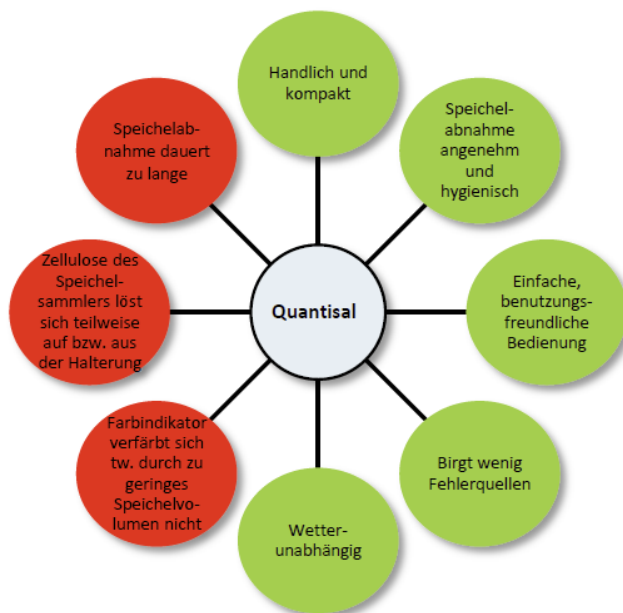 Handlich und
kompakt
Speichel-
abnahme
angenehm
und
hygienisch
Einfache,
benutzungs-
freundliche
Bedienung
Birgt wenig
Fehlerquellen
Wetter-
unabhängig
Farbindikator
verfärbt sich
tw. durch zu
geringes
Speichelvo-
lumen nicht
Zellulose des
Speichel-
sammlers löst
sich teilweise
auf bzw. aus
der Halterung
Speichelab-
nahme dauert
zu lange
Quantisal